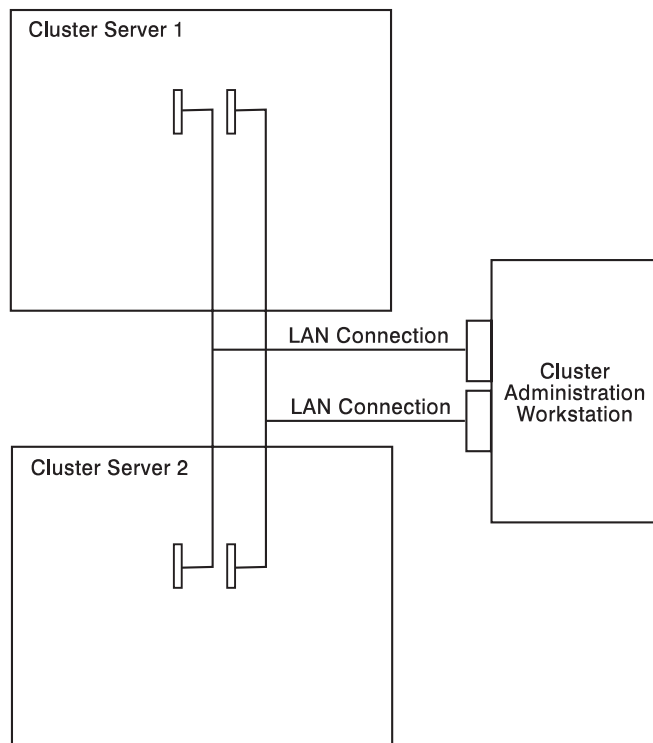 Cluster Server 1
LAN Connection
LAN Connection
Cluster
Administration
Workstation
Cluster Server 2